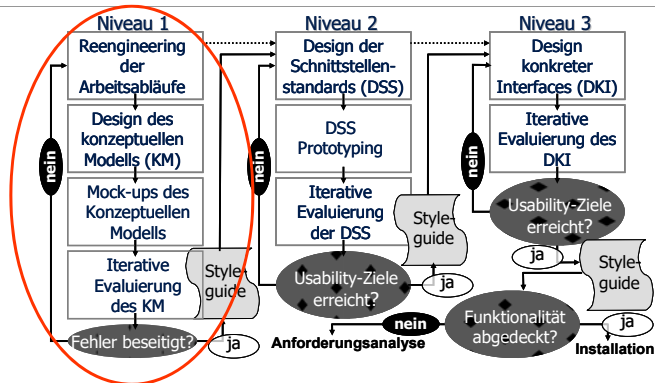 Niveau 1
Reengineering
der
Arbeitsabläufe
Design des
konzeptuellen
Modells (KM)
Mock-ups des
Konzeptuellen
Modells
Iterative
Evaluierung
des KM
Fehler beseitigt?
nein
ja
Style-
guide
Niveau 2
Design der
Schnittstellen-
standards (DSS)
DSS
Prototyping
Iterative
Evaluierung
der DSS
Usability-Ziele
erreicht?
nein
ja
Style-
guide
Niveau 3
Design
konkreter
Interfaces (DKI)
Iterative
Evaluierung des
DKI
Usability-Ziele
erreicht?
nein
ja
Style-
guide
Funktionalität
abgedeckt?
nein
Anforderungsanalyse
ja
Installation